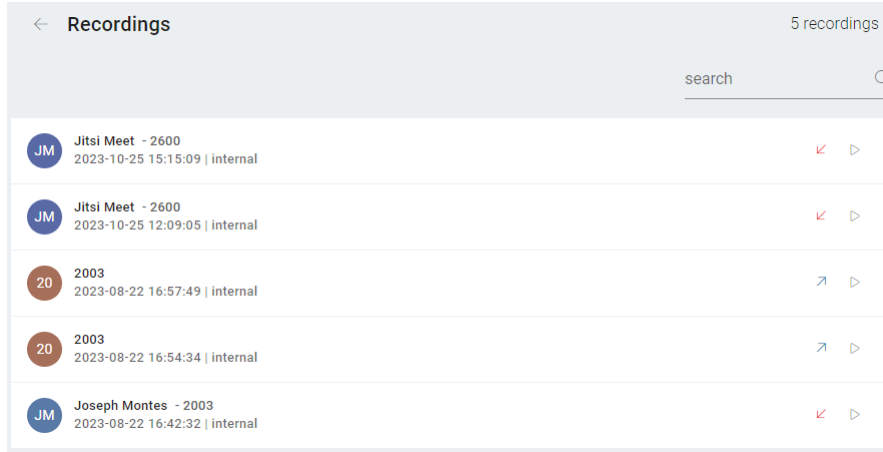 Recordings
5 recordings
search
JM
Jitsi Meet - 2600
2023-10-25 15:15:09 | internal
JM
Jitsi Meet - 2600
2023-10-25 12:09:05 | internal
20
2003
2023-08-22 16:57:49 | internal
20
2003
2023-08-22 16:54:34 | internal
JM
Joseph Montes - 2003
2023-08-22 16:42:32 | internal